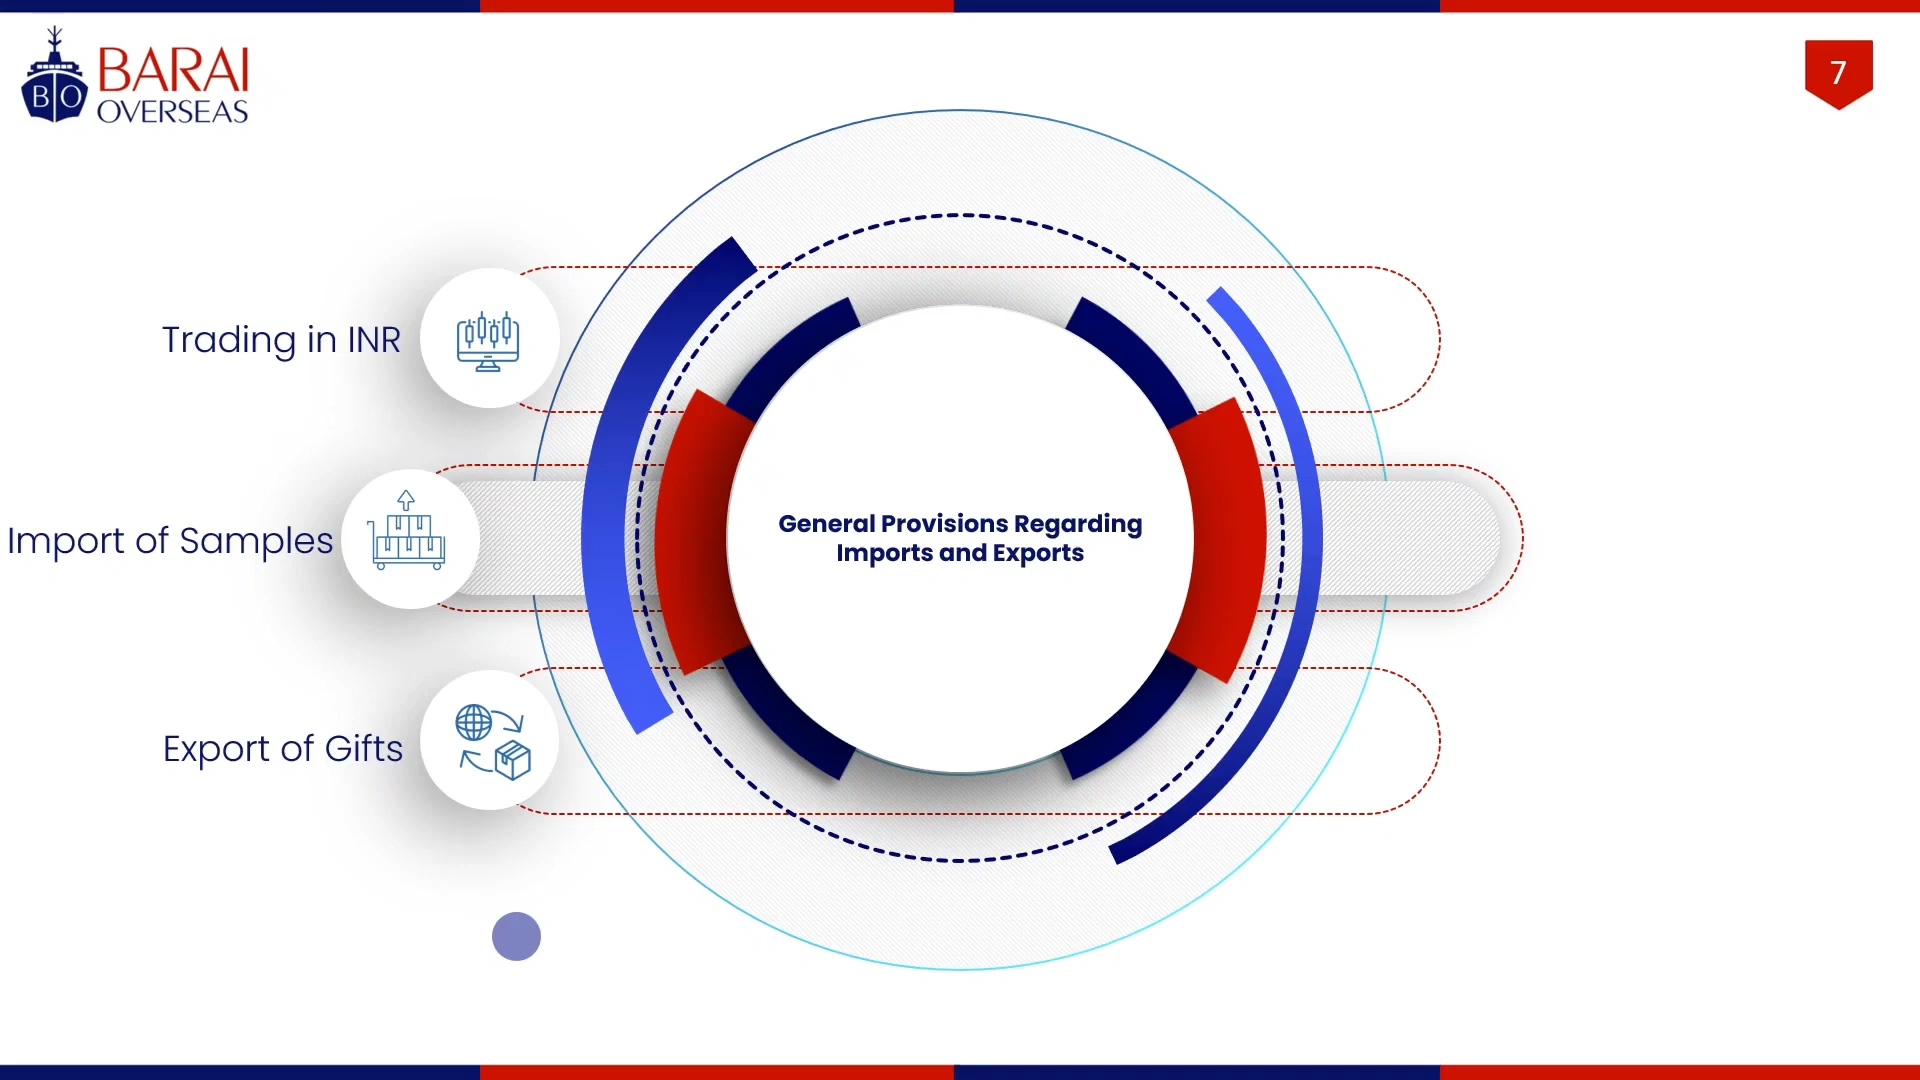 BARAI
OVERSEAS
BO
7
Trading in INR
Import of Samples
Export of Gifts
General Provisions Regarding
Imports and Exports